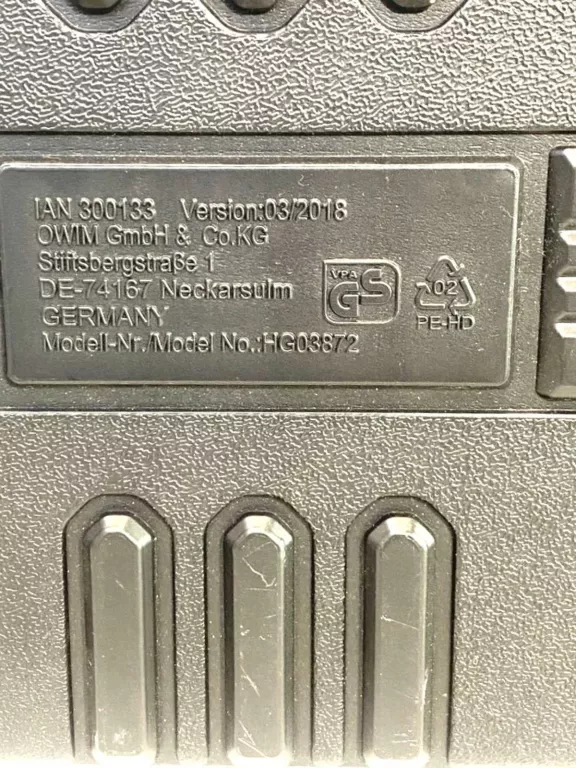 IAN 300133 Version:03/2018
OWIM GmbH & Co.KG
Stiftsbergstraße 1
DE-74167 Neckarsulm
GERMANY
Modell-Nr./Model No.:HG03872
VPA
GS
02
PE-HD